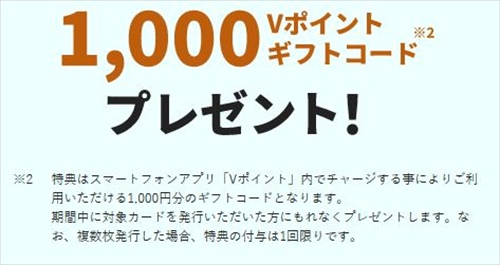 1,000 Vポイント
ギフトコード ※2
プレゼント!
※2 特典はスマートフォンアプリ「Vポイント」内でチャージする事によりご利
用いただける1,000円分のギフトコードとなります。
期間中に対象カードを発行いただいた方にもれなくプレゼントします。な
お、複数枚発行した場合、特典の付与は1回限りです。